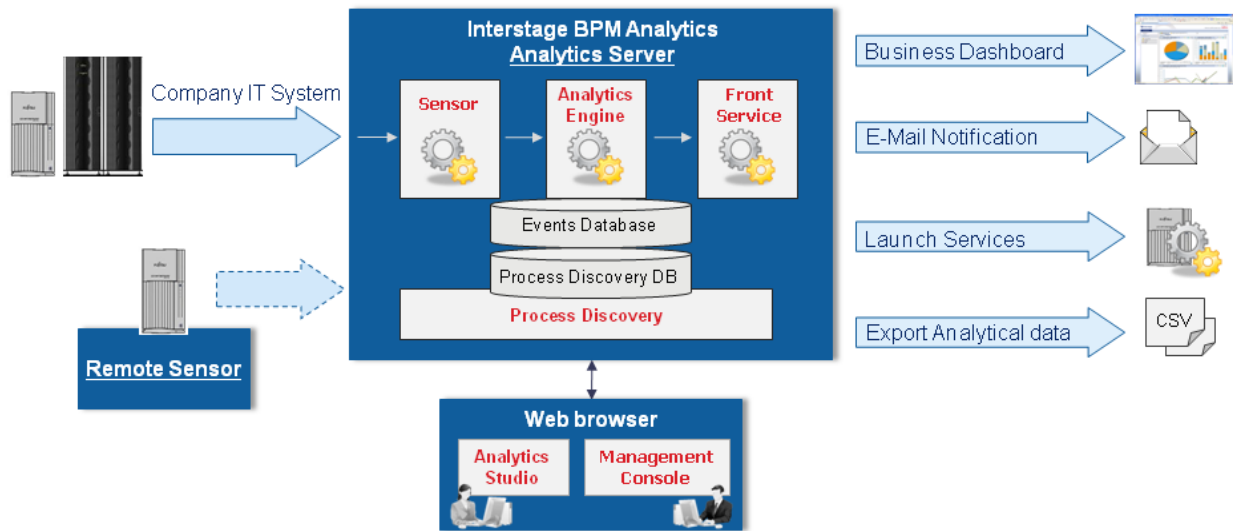 Interstage BPM Analytics
Analytics Server
Company IT System
Sensor
Analytics
Engine
Front
Service
Events Database
Process Discovery DB
Process Discovery
Remote Sensor
Business Dashboard
E-Mail Notification
Launch Services
Export Analytical data
CSV
Web browser
Analytics
Studio
Management
Console